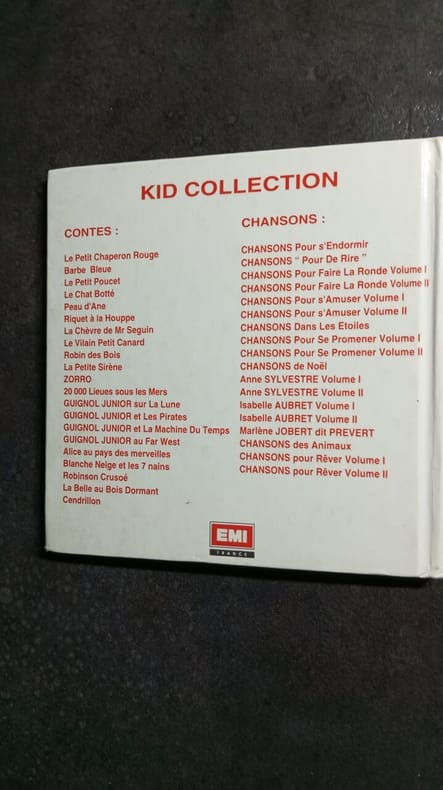 KID COLLECTION
CONTES :
Le Petit Chaperon Rouge
Barbe Bleue
Le Petit Poucet
Le Chat Botté
Peau d'Ane
Riquet à la Houppe
La Chèvre de Mr Seguin
Le Vilain Petit Canard
Robin des Bois
La Petite Sirène
ZORRO
20 000 Lieues sous les Mers
GUIGNOL JUNIOR sur La Lune
GUIGNOL JUNIOR et Les Pirates
GUIGNOL JUNIOR et La Machine Du Temps
GUIGNOL JUNIOR au Far West
Alice au pays des merveilles
Blanche Neige et les 7 nains
Robinson Crusoé
La Belle au Bois Dormant
Cendrillon
CHANSONS :
CHANSONS Pour s'Endormir
CHANSONS " Pour De Rire "
CHANSONS Pour Faire La Ronde Volume I
CHANSONS Pour Faire La Ronde Volume II
CHANSONS Pour s'Amuser Volume I
CHANSONS Pour s'Amuser Volume II
CHANSONS Dans Les Etoiles
CHANSONS Pour Se Promener Volume I
CHANSONS Pour Se Promener Volume II
CHANSONS de Noël
Anne SYLVESTRE Volume I
Anne SYLVESTRE Volume II
Isabelle AUBRET Volume I
Isabelle AUBRET Volume II
Marlène JOBERT dit PREVERT
CHANSONS des Animaux
CHANSONS pour Rêver Volume I
CHANSONS pour Rêver Volume II
EMI
FRANCE